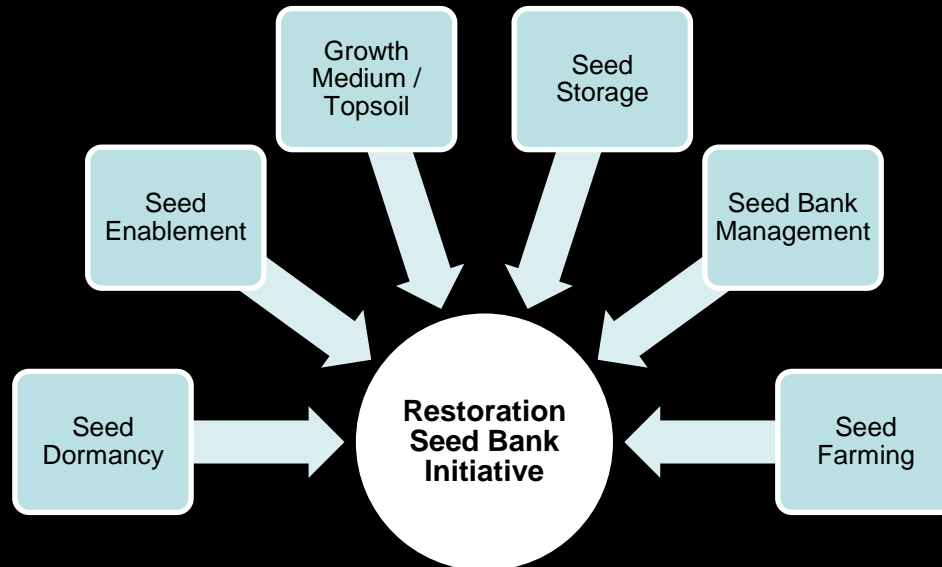 Growth
Medium /
Topsoil
Seed
Storage
Seed
Enablement
Seed Bank
Management
Seed
Dormancy
Restoration
Seed Bank
Initiative
Seed
Farming